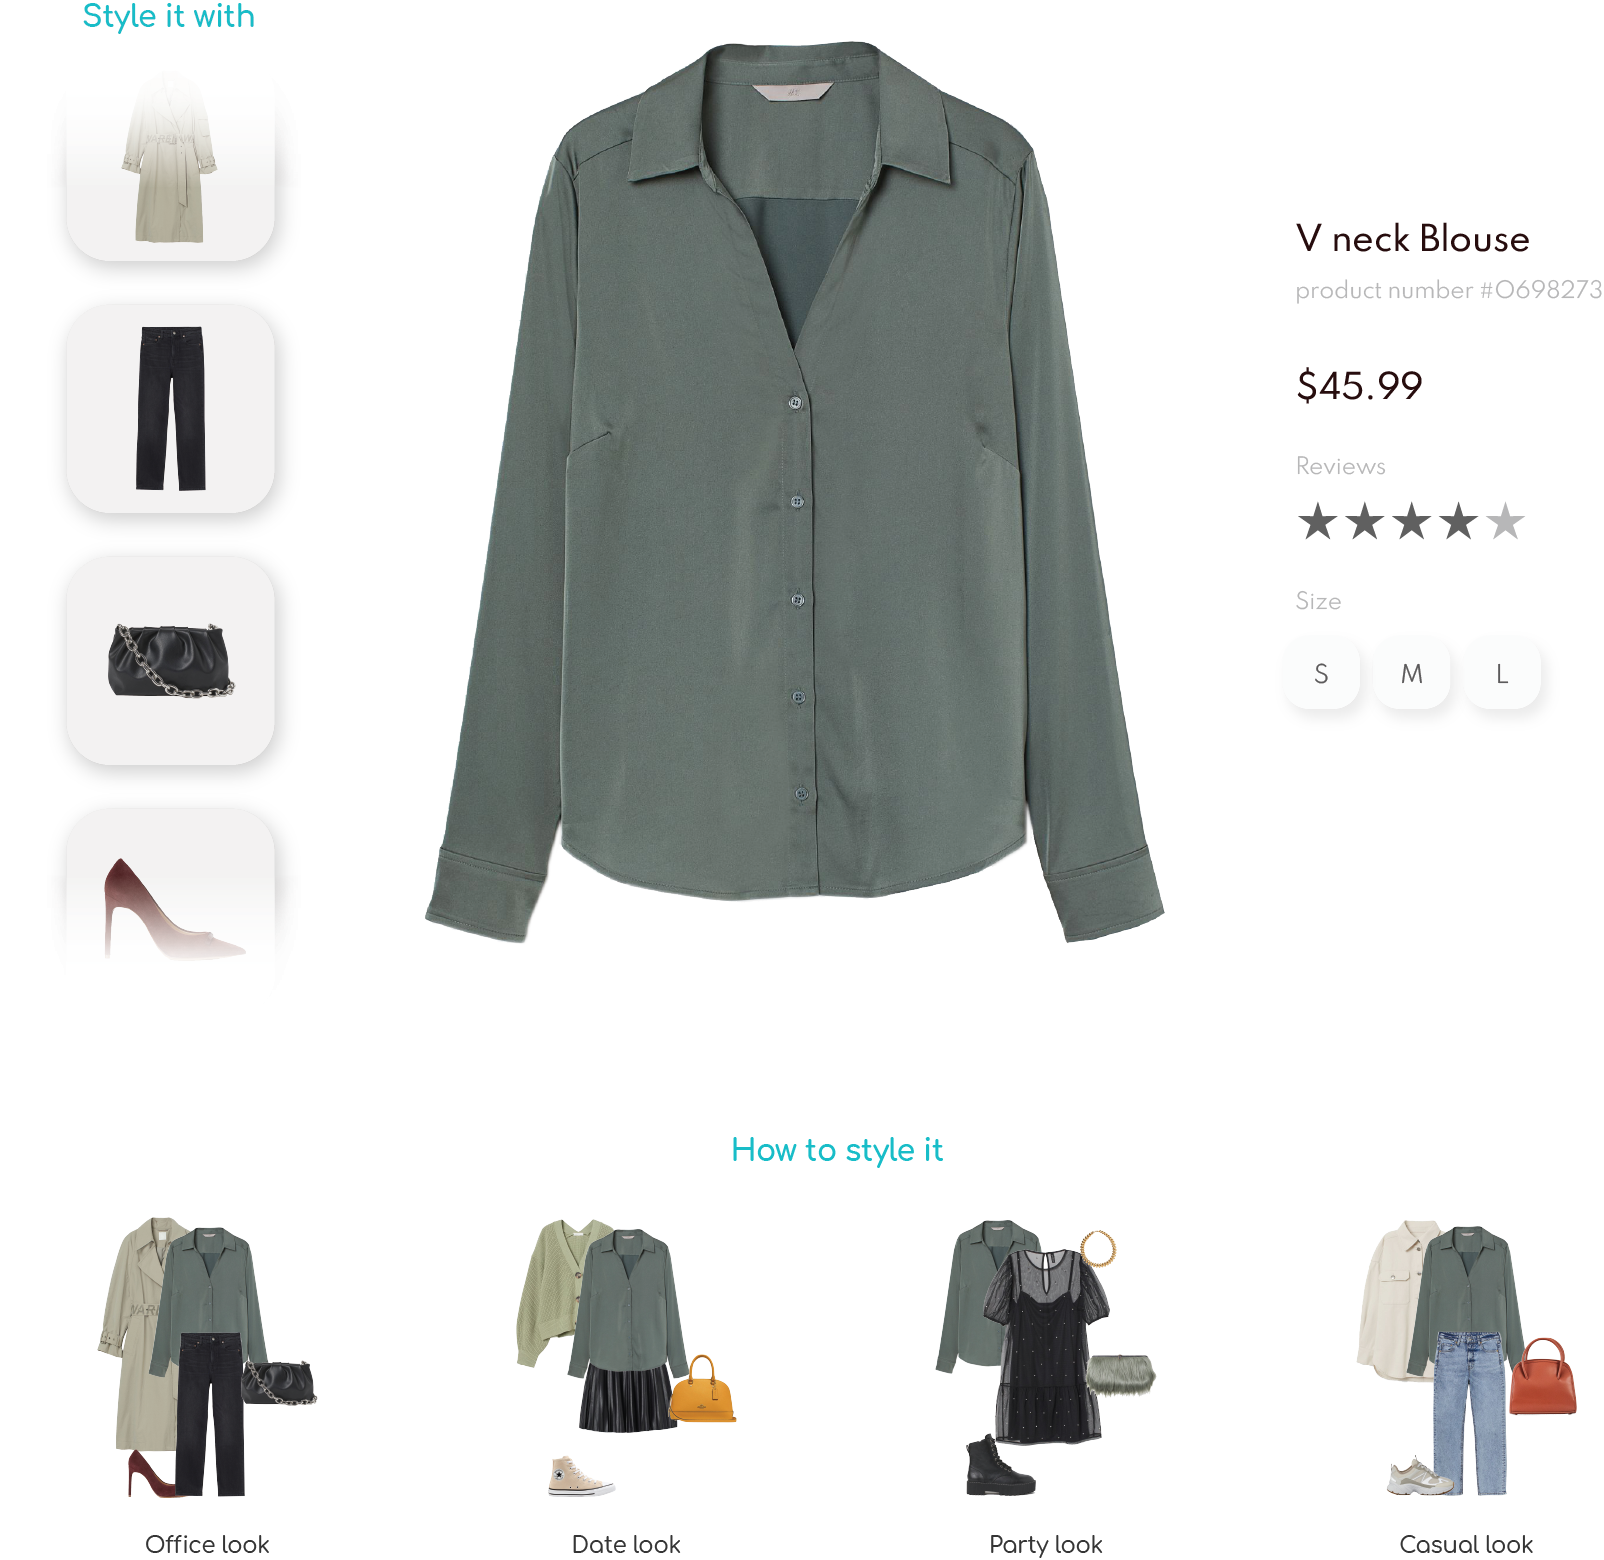 Style it with
V neck Blouse
product number #0698273
$45.99
Reviews
Size
S
M
L
How to style it
Office look
Date look
Party look
Casual look